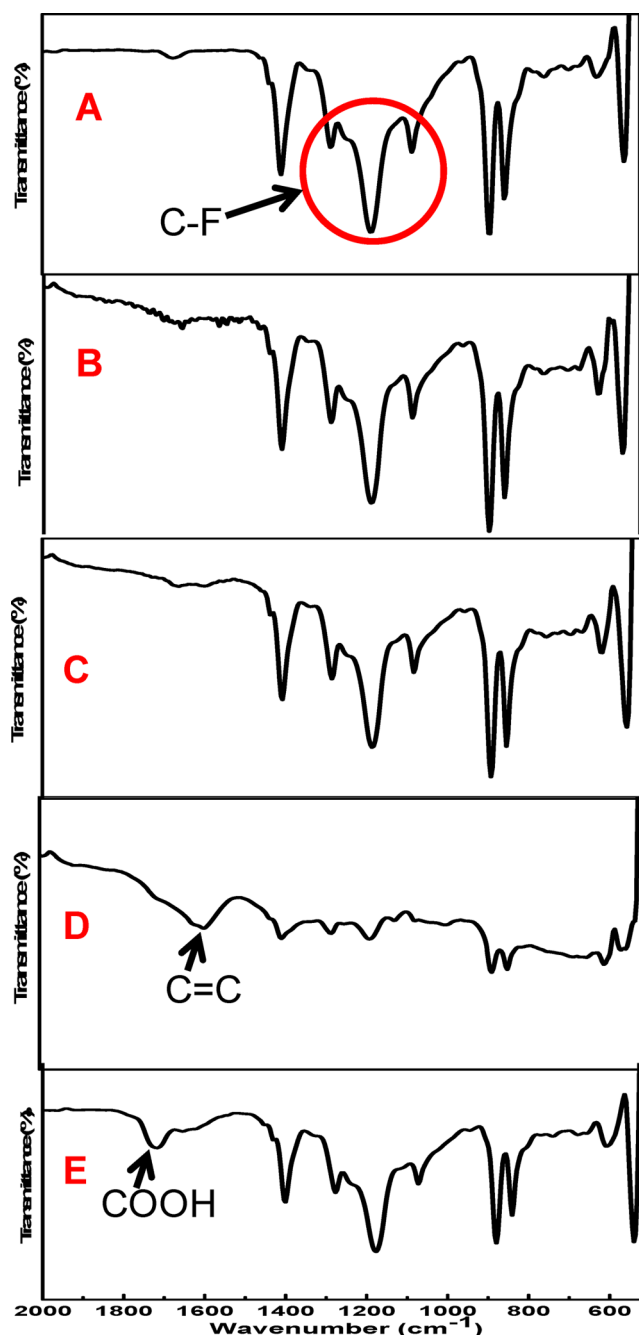 Transmittance(%)
A
C-F
Transmittance(%)
B
Transmittance(%)
C
Transmittance(%)
D
C=C
Transmittance(%)
E
COOH
2000 1800 1600 1400 1200 1000 800 600
Wavenumber (cm-1)